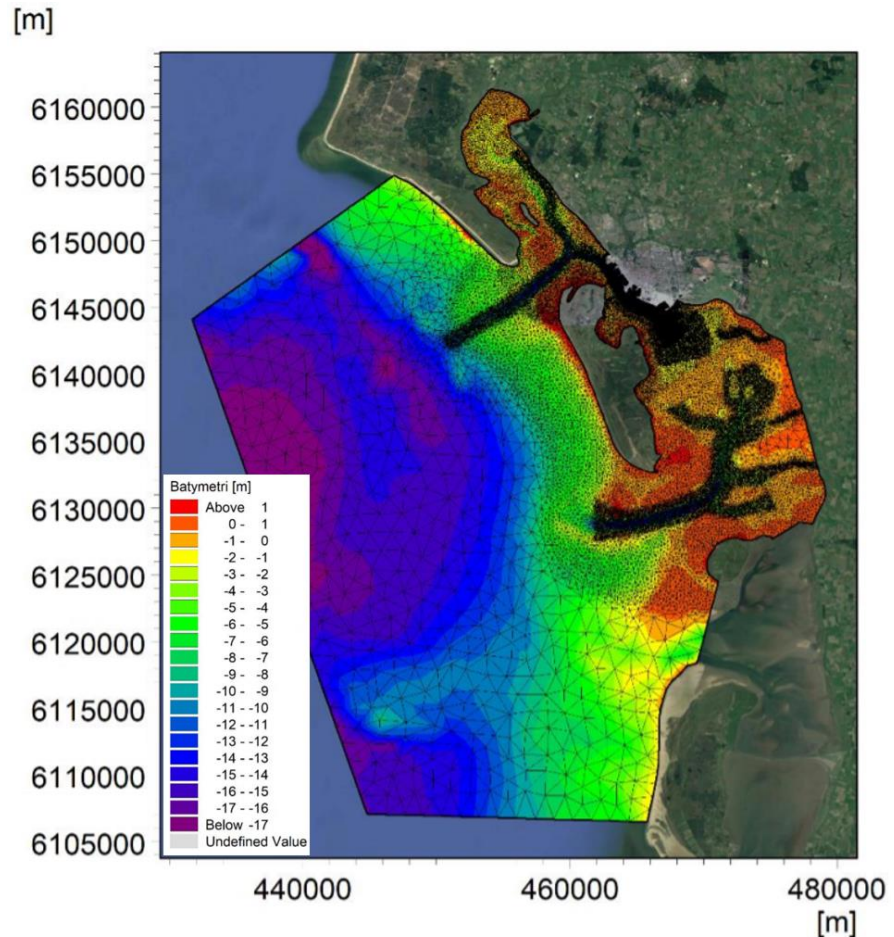 [m]
6160000
6155000
6150000
6145000
6140000
6135000
6130000
6125000
6120000
6115000
6110000
6105000
Batymetri [m]
Above 1
0 - 1
-1 - 0
-2 - -1
-3 - -2
-4 - -3
-5 - -4
-6 - -5
-7 - -6
-8 - -7
-9 - -8
-10 - -9
-11 - -10
-12 - -11
-13 - -12
-14 - -13
-15 - -14
-16 - -15
-17 - -16
Below -17
Undefined Value
440000 460000 480000
[m]